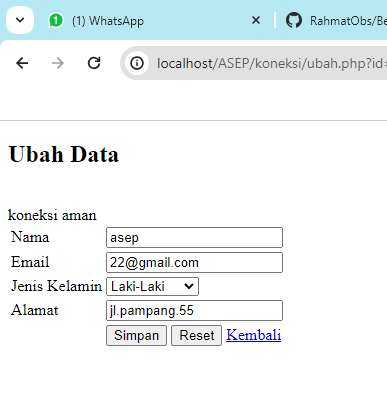 1 (1) WhatsApp RahmatObs/Be
localhost/ASEP/koneksi/ubah.php?id=
Ubah Data
koneksi aman
Nama asep
Email 22@gmail.com
Jenis Kelamin Laki-Laki
Alamat jl.pampang.55
Simpan Reset Kembali